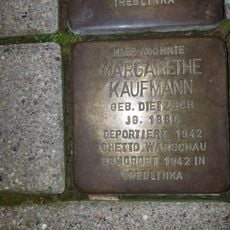 TREBLINKA
HIER WOHNTE
MARGARETHE
KAUFMANN
GEB. DIETZSCH
JG.
DEPORTIERT 1942
GHETTO WARSCHAU
ERMORDET 1942 IN
TREBLINKA